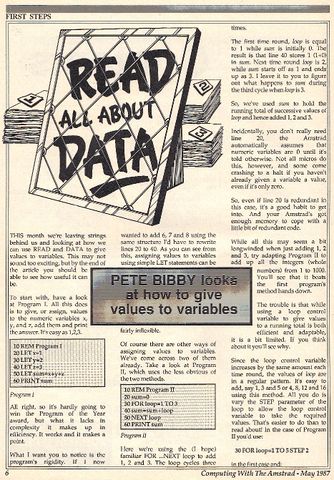 FIRST STEPS
READ
ALL ABOUT
DATA
1
2
3
THIS month we're leaving strings
behind us and looking at how we
can use READ and DATA to give
values to variables. This may not
sound too exciting, but by the end of
the article you should be able to
see how useful it can be.
To start with, have a look
at Program I. All this does
is to give, or assign, values
to the numeric variables x,
y and z, add them and print
the answer. It's easy as 1,2,3.
10 REM Program I
20 LET x=1
30 LET y=2
40 LET z=3
50 LET sum=x+y+z
60 PRINT sum
Program I
All right, so it's hardly going to
win the Program of the Year
award, but what it lacks in
complexity it makes up in
efficiency. It works and it makes a
point.
What I want you to notice is the
program's rigidity. If I now
wanted to add 6, 7 and 8 using the
same structure I'd have to rewrite
lines 20 to 40. As you can see from
this, assigning values to variables
using simple LET statements can be
PETE BIBBY looks
at how to give
values to variables
fairly inflexible.
Of course there are other ways of
assigning values to variables.
We've come across two of them
already. Take a look at Program
II, which uses the less obvious of
the two methods.
10 REM Program II
20 sum=0
30 FOR loop=1 TO 3
40 sum=sum+loop
50 NEXT loop
60 PRINT sum
Program II
Here we're using the (I hope)
familiar FOR ...NEXT loop to add
1, 2 and 3. The loop cycles three
times.
The first time round, loop is equal
to 1 while sum is initially 0. The
result is that line 40 stores 1 (1+0)
in sum. Next time round loop is 2,
while sum starts off as 1 and ends
up as 3. I leave it to you to figure
out what happens to sum during
the third cycle when loop is 3.
So, we've used sum to hold the
running total of successive values of
loop and hence added 1, 2 and 3.
Incidentally, you don't really need
line 20, the Amstrad
automatically assumes that
numeric variables are 0 until it's
told otherwise. Not all micros do
this, however, and some come
crashing to a halt if you haven't
already given a variable a value,
even if it's only zero.
So, even if line 20 is redundant in
this case, it's a good habit to get
into. And your Amstrad's got
enough memory to cope with a
little bit of redundant code.
While all this may seem a bit
longwinded when just adding 1, 2
and 3, try adapting Program II to
add up all the integers (whole
numbers) from 1 to 1000.
You'll see that it beats
the first program's
method hands down.
The trouble is that while
using a loop control
variable to give values
to a running total is both
efficient and adaptable,
it is a bit limited. If you think
about it you'll see why.
Since the loop control variable
increases by the same amount each
time round, the values of loop are
in a regular pattern. It's easy to
add, say 1, 3 and 5 or 4, 8, 12 and 16
using this method. All you do is
vary the STEP parameter of the
loop to allow the loop control
variable to take the required
values. That's easier to do than to
read about! In the case of Program
II you'd use:
30 FOR loop=1 TO 5 STEP 2
in the first case and:
6
Computing With The Amstrad - May 1987